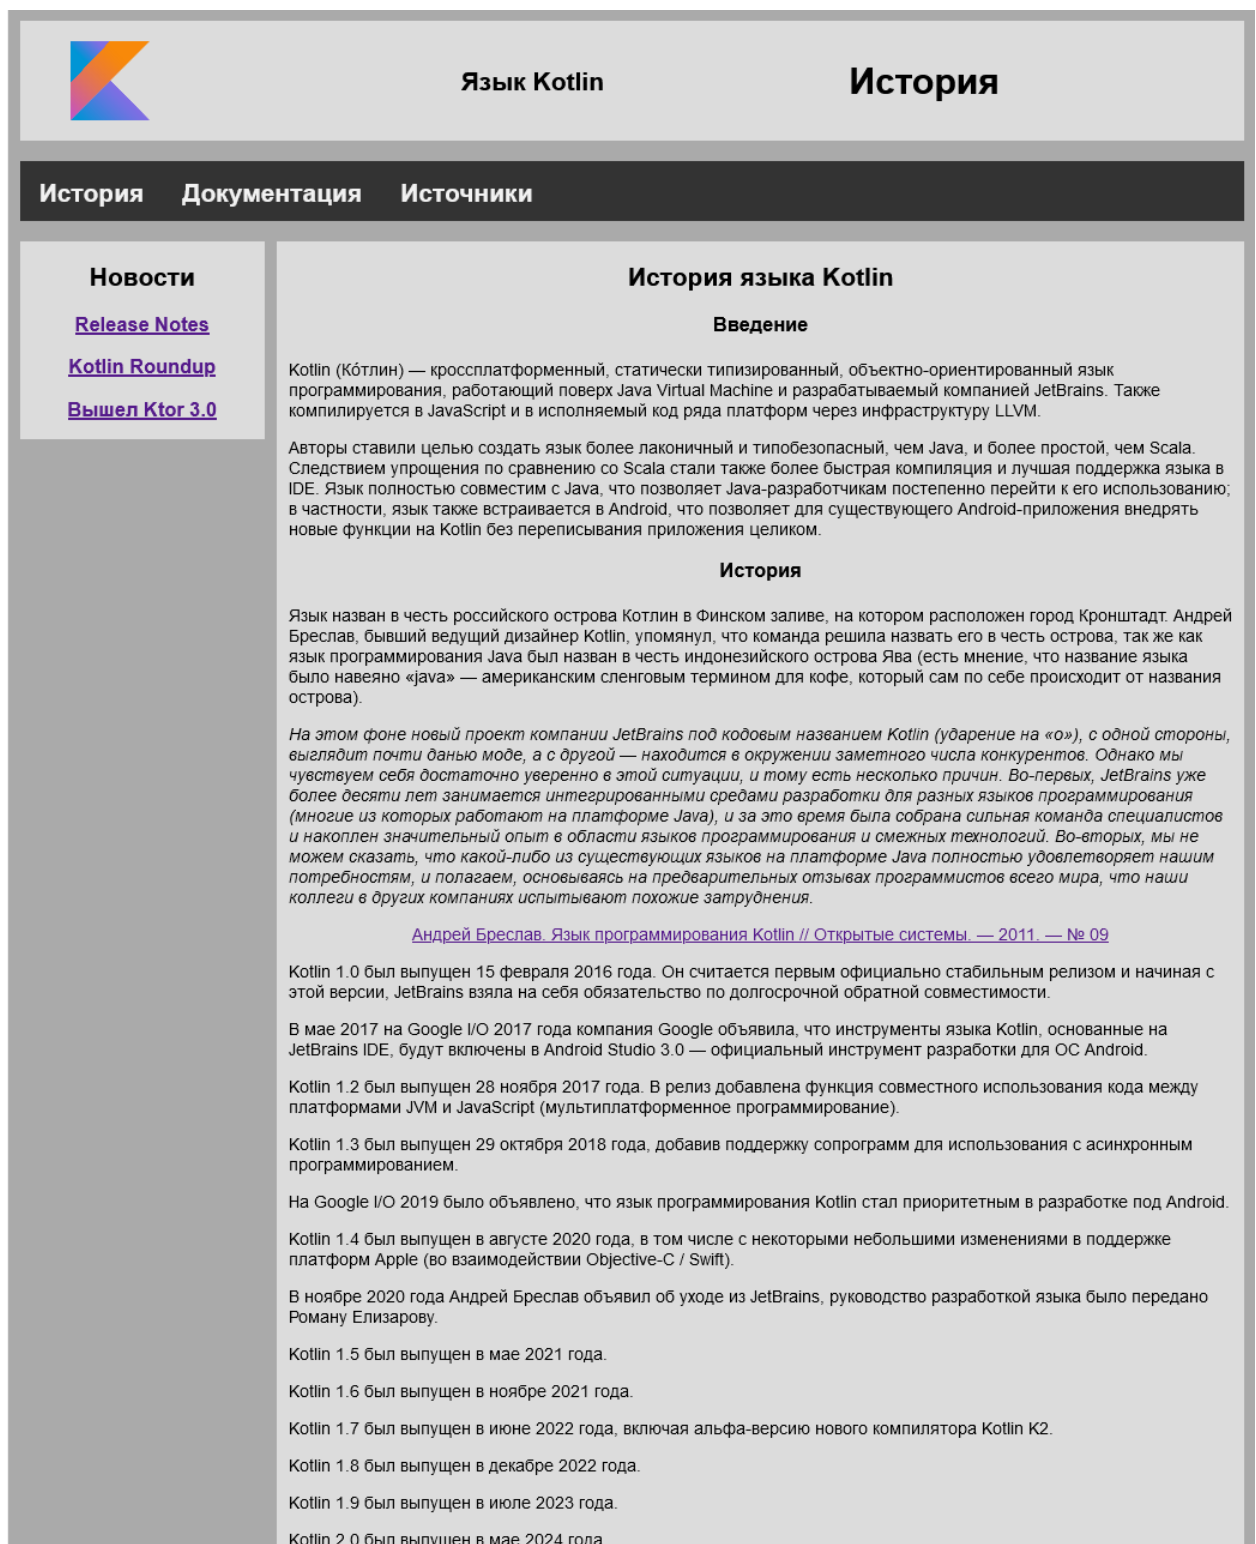 Язык Kotlin
История
История Документация Источники
Новости
Release Notes
Kotlin Roundup
Вышел Ktor 3.0
История языка Kotlin
Введение
Kotlin (Ко́тлин) — кроссплатформенный, статически типизированный, объектно-ориентированный язык
программирования, работающий поверх Java Virtual Machine и разрабатываемый компанией JetBrains. Также
компилируется в JavaScript и в исполняемый код ряда платформ через инфраструктуру LLVM.
Авторы ставили целью создать язык более лаконичный и типобезопасный, чем Java, и более простой, чем Scala.
Следствием упрощения по сравнению со Scala стали также более быстрая компиляция и лучшая поддержка языка в
IDE. Язык полностью совместим с Java, что позволяет Java-разработчикам постепенно перейти к его использованию;
в частности, язык также встраивается в Android, что позволяет для существующего Android-приложения внедрять
новые функции на Kotlin без переписывания приложения целиком.
История
Язык назван в честь российского острова Котлин в Финском заливе, на котором расположен город Кронштадт. Андрей
Бреслав, бывший ведущий дизайнер Kotlin, упомянул, что команда решила назвать его в честь острова, так же как
язык программирования Java был назван в честь индонезийского острова Ява (есть мнение, что название языка
было навеяно «java» — американским сленговым термином для кофе, который сам по себе происходит от названия
острова).
На этом фоне новый проект компании JetBrains под кодовым названием Kotlin (ударение на «о»), с одной стороны,
выглядит почти данью моде, а с другой — находится в окружении заметного числа конкурентов. Однако мы
чувствуем себя достаточно уверенно в этой ситуации, и тому есть несколько причин. Во-первых, JetBrains уже
более десяти лет занимается интегрированными средами разработки для разных языков программирования
(многие из которых работают на платформе Java), и за это время была собрана сильная команда специалистов
и накоплен значительный опыт в области языков программирования и смежных технологий. Во-вторых, мы не
можем сказать, что какой-либо из существующих языков на платформе Java полностью удовлетворяет нашим
потребностям, и полагаем, основываясь на предварительных отзывах программистов всего мира, что наши
коллеги в других компаниях испытывают похожие затруднения.
Андрей Бреслав. Язык программирования Kotlin // Открытые системы. — 2011. — № 09
Kotlin 1.0 был выпущен 15 февраля 2016 года. Он считается первым официально стабильным релизом и начиная с
этой версии, JetBrains взяла на себя обязательство по долгосрочной обратной совместимости.
В мае 2017 на Google I/O 2017 года компания Google объявила, что инструменты языка Kotlin, основанные на
JetBrains IDE, будут включены в Android Studio 3.0 — официальный инструмент разработки для ОС Android.
Kotlin 1.2 был выпущен 28 ноября 2017 года. В релиз добавлена функция совместного использования кода между
платформами JVM и JavaScript (мультиплатформенное программирование).
Kotlin 1.3 был выпущен 29 октября 2018 года, добавив поддержку сопрограмм для использования с асинхронным
программированием.
На Google I/O 2019 было объявлено, что язык программирования Kotlin стал приоритетным в разработке под Android.
Kotlin 1.4 был выпущен в августе 2020 года, в том числе с некоторыми небольшими изменениями в поддержке
платформ Apple (во взаимодействии Objective-C / Swift).
В ноябре 2020 года Андрей Бреслав объявил об уходе из JetBrains, руководство разработкой языка было передано
Роману Елизарову.
Kotlin 1.5 был выпущен в мае 2021 года.
Kotlin 1.6 был выпущен в ноябре 2021 года.
Kotlin 1.7 был выпущен в июне 2022 года, включая альфа-версию нового компилятора Kotlin K2.
Kotlin 1.8 был выпущен в декабре 2022 года.
Kotlin 1.9 был выпущен в июле 2023 года.
Kotlin 2.0 был выпущен в мае 2024 года.